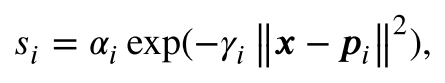 s_i = α_i exp(−γ_i ‖x − p_i‖²),